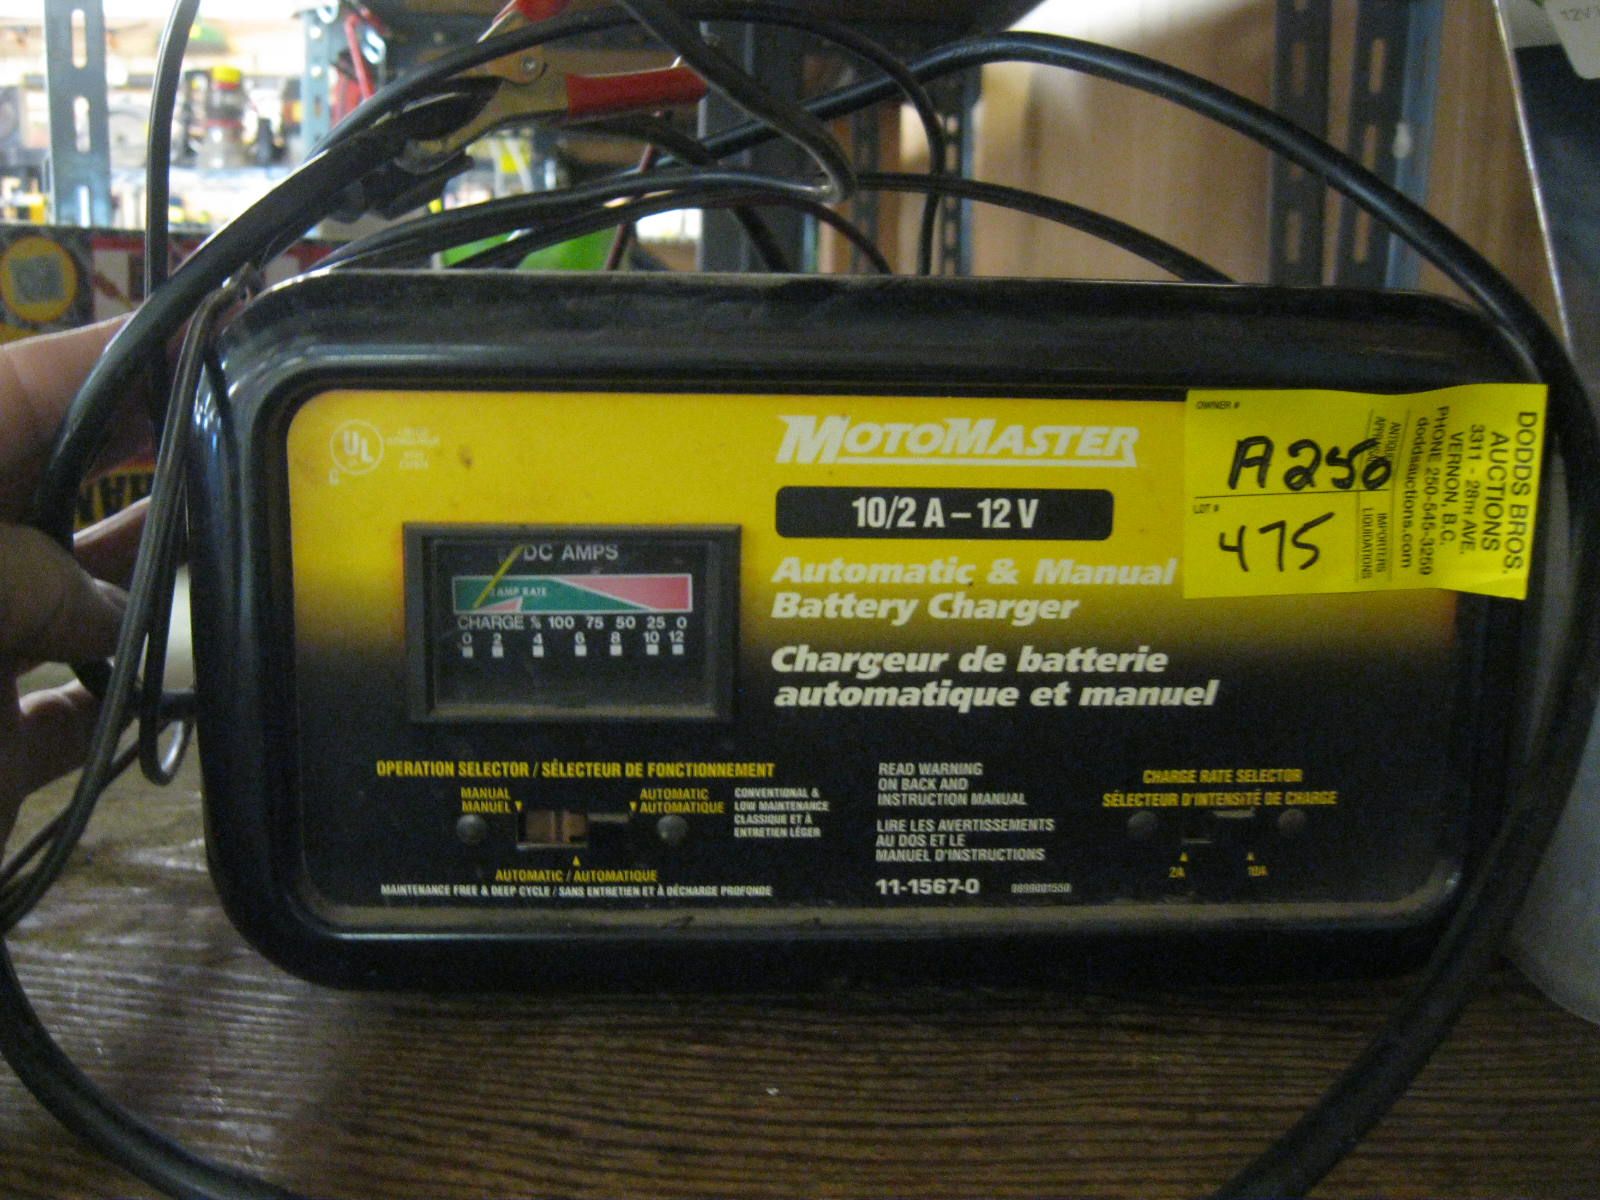 MOTOMASTER
10/2 A – 12 V
Automatic & Manual
Battery Charger
Chargeur de batterie
automatique et manuel
UL
C
DC AMPS
2 AMP RATE
CHARGE % 100 75 50 25 0
0 2 4 6 8 10 12
OPERATION SELECTOR / SÉLECTEUR DE FONCTIONNEMENT
MANUAL
MANUEL
AUTOMATIC
AUTOMATIQUE
CONVENTIONAL &
LOW MAINTENANCE
CLASSIQUE ET À
ENTRETIEN LÉGER
AUTOMATIC / AUTOMATIQUE
MAINTENANCE FREE & DEEP CYCLE / SANS ENTRETIEN ET À DÉCHARGE PROFONDE
READ WARNING
ON BACK AND
INSTRUCTION MANUAL
LIRE LES AVERTISSEMENTS
AU DOS ET LE
MANUEL D'INSTRUCTIONS
11-1567-0
CHARGE RATE SELECTOR
SÉLECTEUR D'INTENSITÉ DE CHARGE
2A
10A
OWNER #
A250
LOT #
475
DODDS BROS.
AUCTIONS
3311 - 28TH AVE.
VERNON, B.C.
PHONE 250-545-3259
doddsauctions.com
IMPORTERS
LIQUIDATIONS